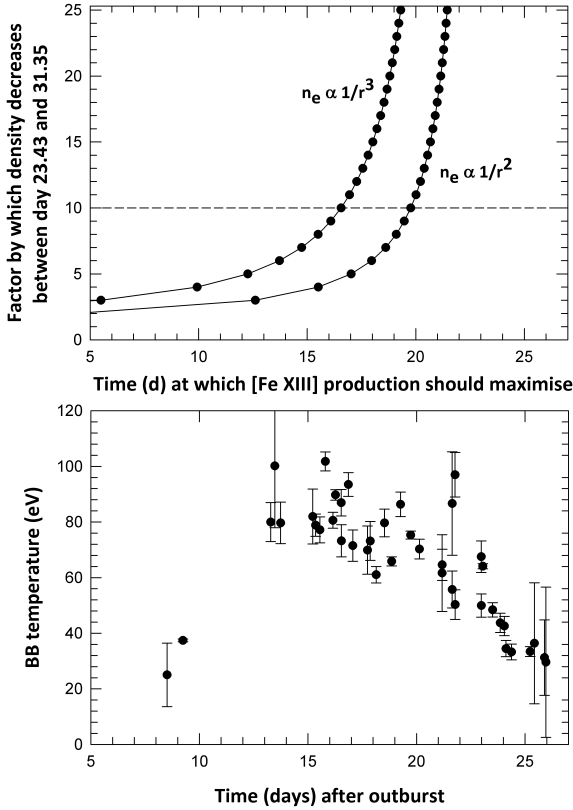 Factor by which density decreases
between day 23.43 and 31.35
25
20
15
10
5
0
n_e α 1/r³
n_e α 1/r²
5 10 15 20 25
Time (d) at which [Fe XIII] production should maximise
BB temperature (eV)
120
100
80
60
40
20
0
5 10 15 20 25
Time (days) after outburst